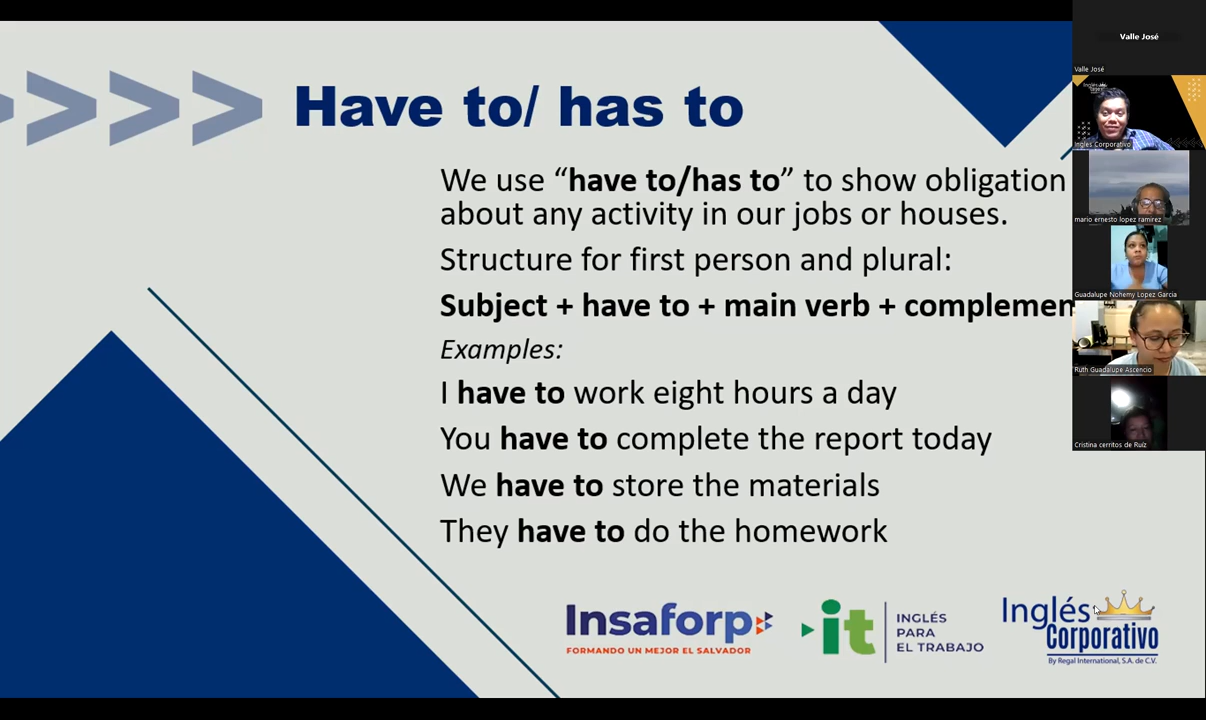 Have to/ has to
We use “have to/has to” to show obligation
about any activity in our jobs or houses.
Structure for first person and plural:
Subject + have to + main verb + complemen
Examples:
I have to work eight hours a day
You have to complete the report today
We have to store the materials
They have to do the homework
Insaforp
FORMANDO UN MEJOR EL SALVADOR
it
INGLÉS
PARA
EL TRABAJO
Inglés
Corporativo
By Regal International, S.A. de C.V.
Valle José
Valle José
Ingles Corporativo
mario ernesto lopez ramirez
Guadalupe Nohemy Lopez Garcia
Ruth Guadalupe Ascencio
Cristina cerritos de Ruíz